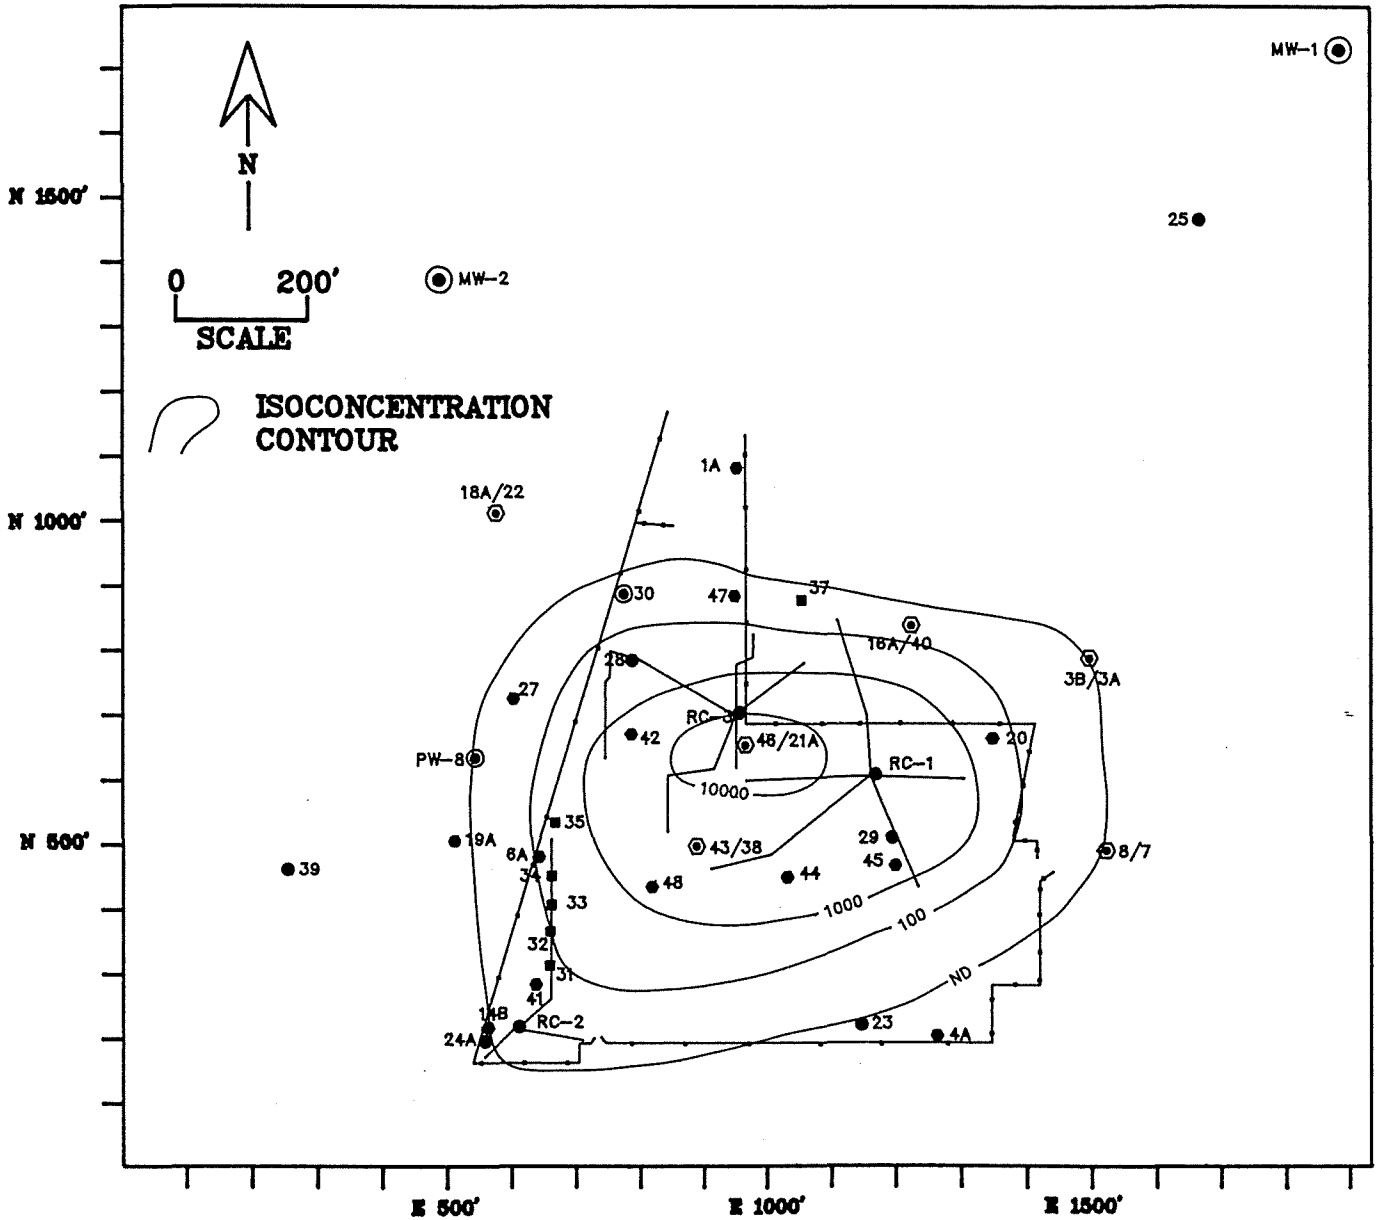 MW-1
N
N 1500'
25
0 200'
MW-2
SCALE
ISOCONCENTRATION
CONTOUR
1A
18A/22
N 1000'
30
47
37
16A/40
28
3B/3A
27
RC-3
42
46/21A
20
PW-8
RC-1
10000
35
29
19A
6A
43/38
8/7
N 500'
45
39
34
48
44
33
1000
100
32
31
ND
41
14B
RC-2
23
24A
4A
E 500' E 1000' E 1500'